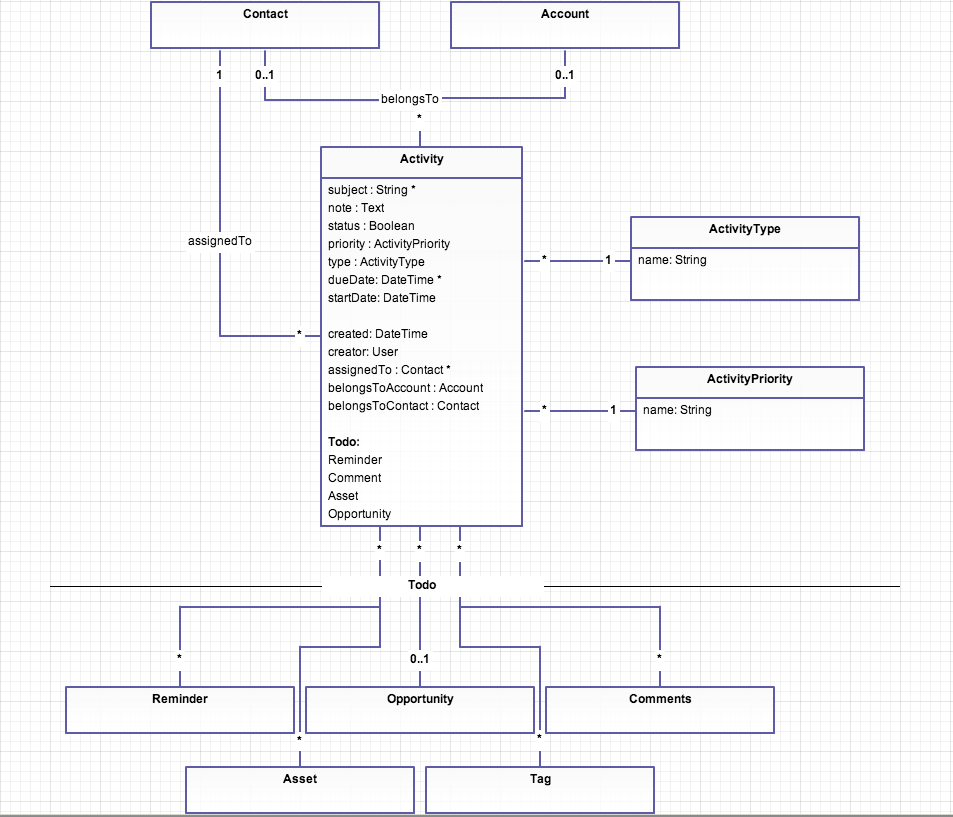 Contact
Account
1
0..1
0..1
belongsTo
*
Activity
subject : String *
note : Text
status : Boolean
priority : ActivityPriority
type : ActivityType
dueDate: DateTime *
startDate: DateTime
created: DateTime
creator: User
assignedTo : Contact *
belongsToAccount : Account
belongsToContact : Contact
Todo:
Reminder
Comment
Asset
Opportunity
assignedTo
*
ActivityType
name: String
*
1
ActivityPriority
name: String
*
1
*
*
*
Todo
*
0..1
*
Reminder
Opportunity
Comments
*
*
Asset
Tag